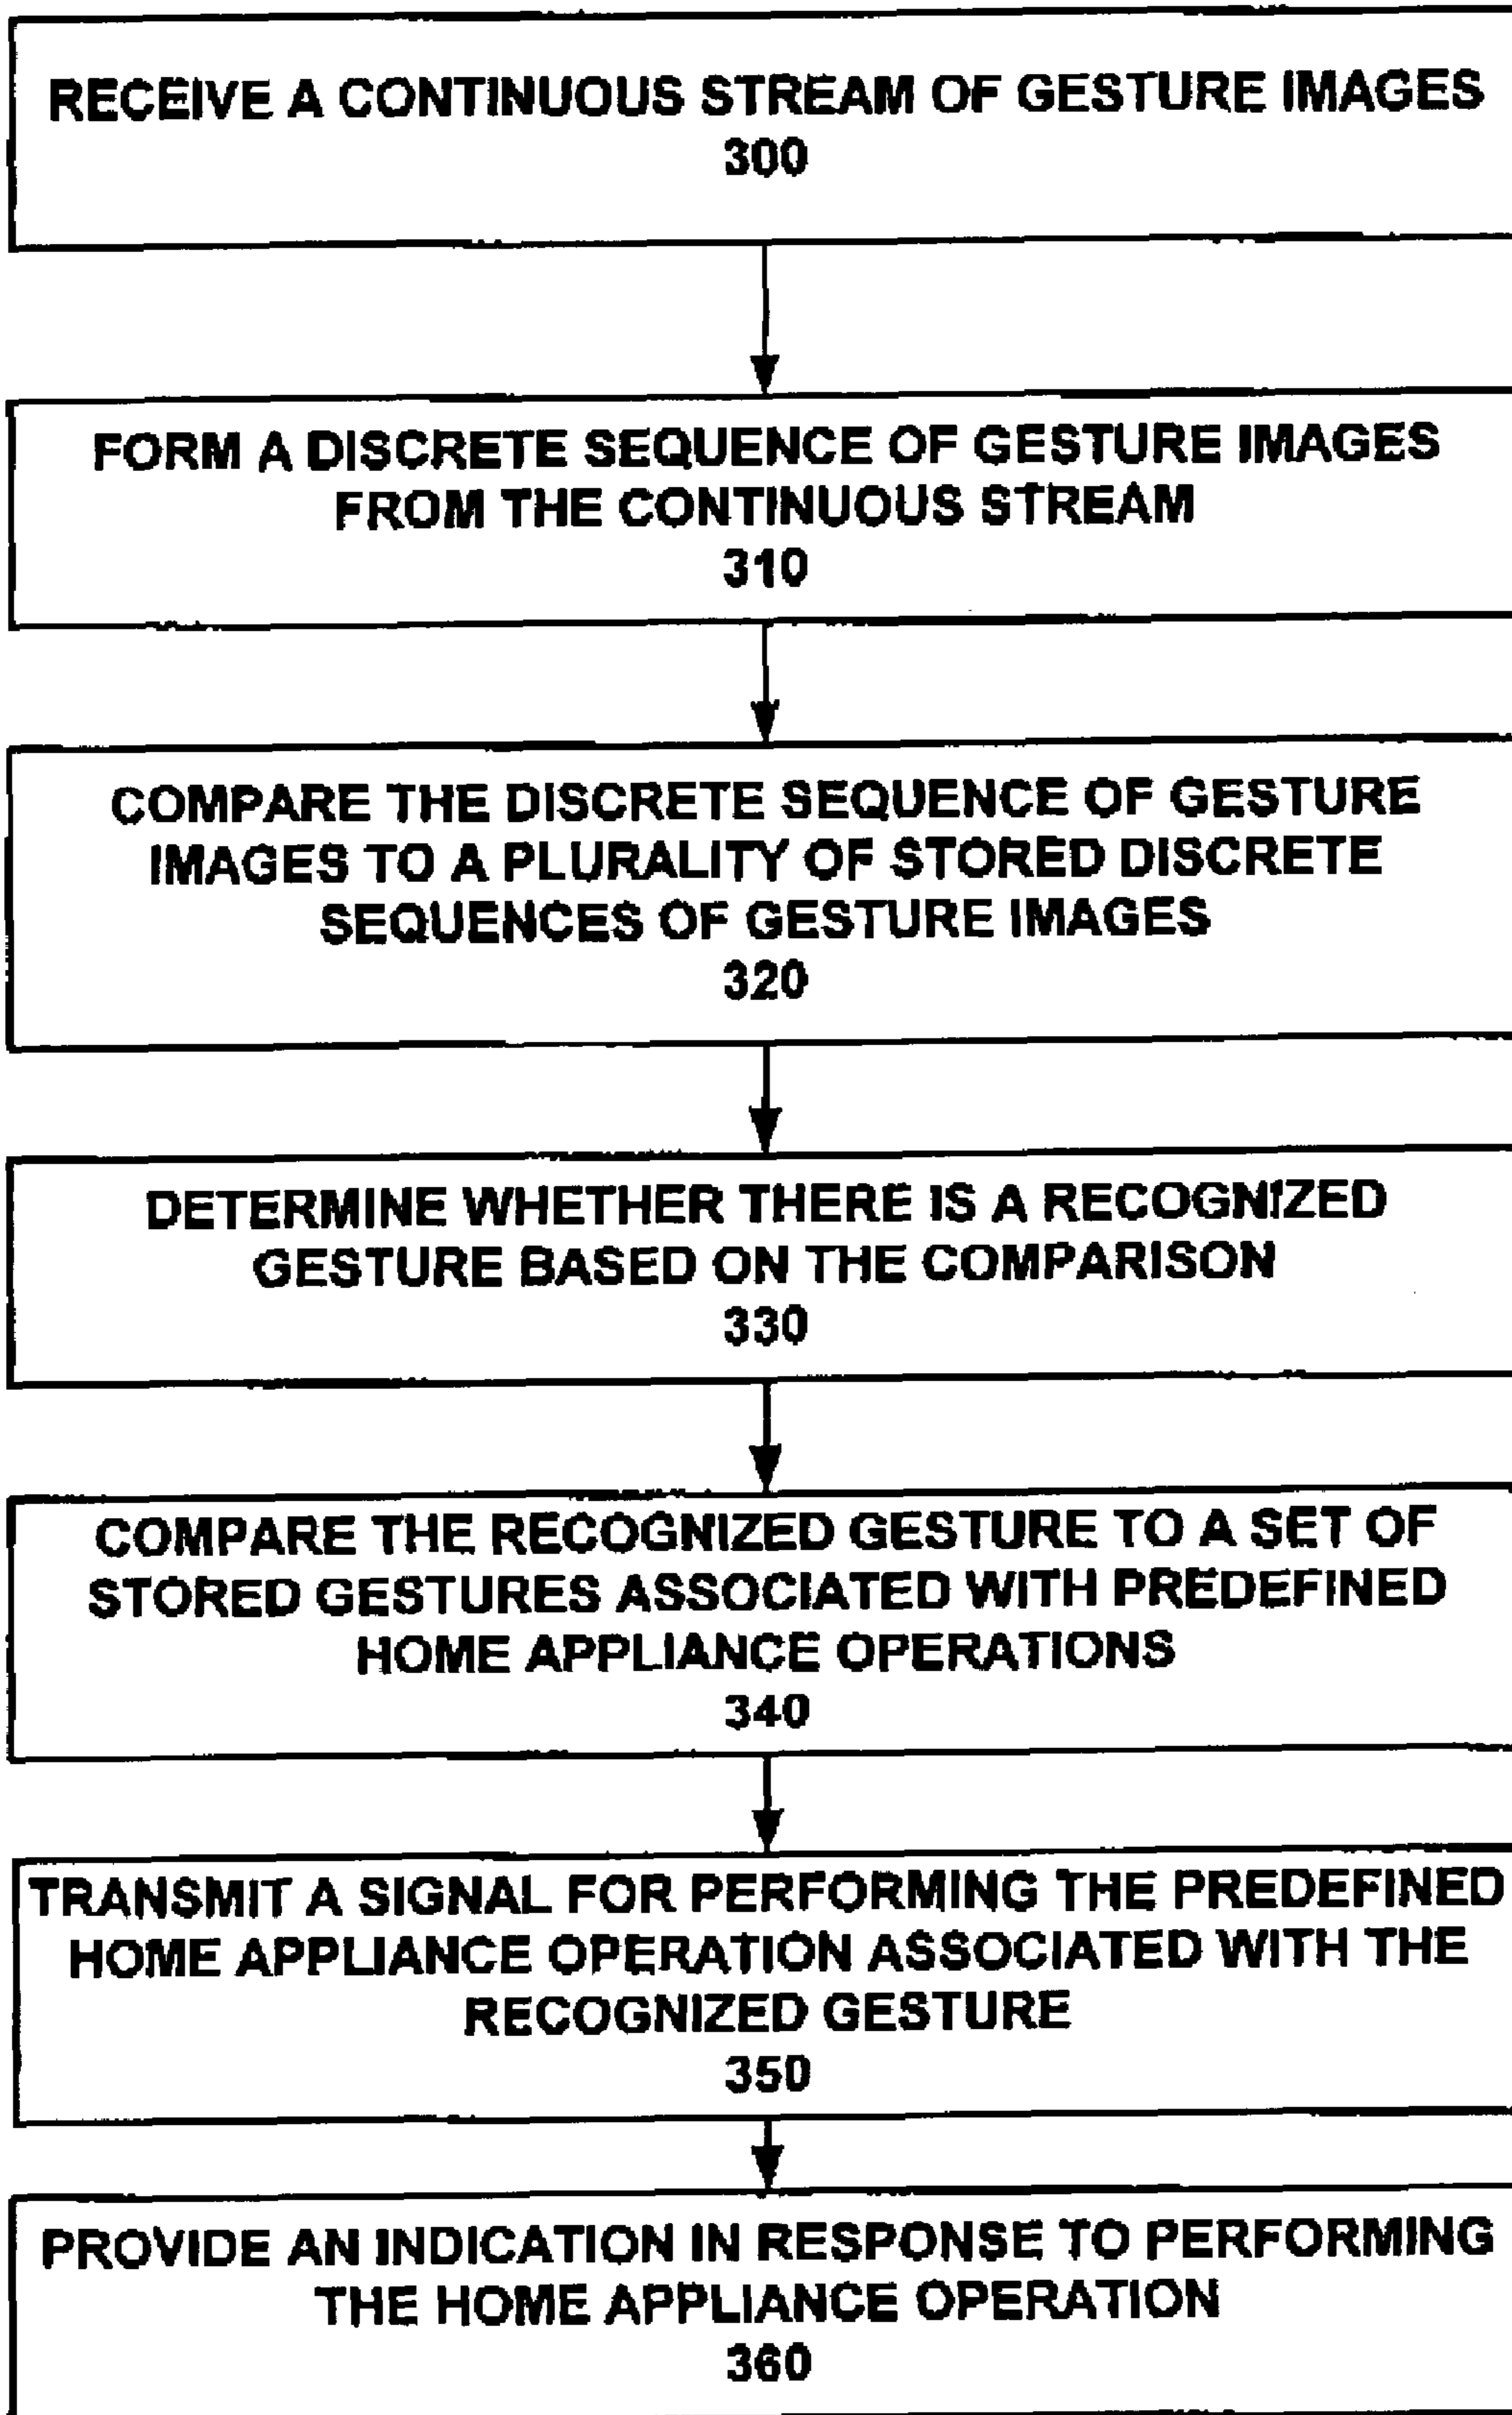 RECEIVE A CONTINUOUS STREAM OF GESTURE IMAGES
300
FORM A DISCRETE SEQUENCE OF GESTURE IMAGES
FROM THE CONTINUOUS STREAM
310
COMPARE THE DISCRETE SEQUENCE OF GESTURE
IMAGES TO A PLURALITY OF STORED DISCRETE
SEQUENCES OF GESTURE IMAGES
320
DETERMINE WHETHER THERE IS A RECOGNIZED
GESTURE BASED ON THE COMPARISON
330
COMPARE THE RECOGNIZED GESTURE TO A SET OF
STORED GESTURES ASSOCIATED WITH PREDEFINED
HOME APPLIANCE OPERATIONS
340
TRANSMIT A SIGNAL FOR PERFORMING THE PREDEFINED
HOME APPLIANCE OPERATION ASSOCIATED WITH THE
RECOGNIZED GESTURE
350
PROVIDE AN INDICATION IN RESPONSE TO PERFORMING
THE HOME APPLIANCE OPERATION
360